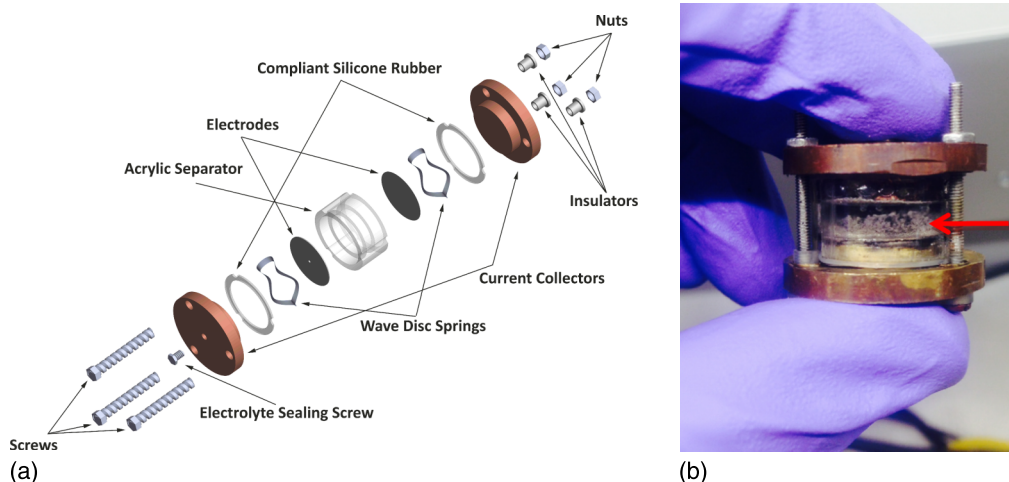 Nuts
Compliant Silicone Rubber
Electrodes
Acrylic Separator
Insulators
Current Collectors
Wave Disc Springs
Electrolyte Sealing Screw
Screws
(a)
(b)